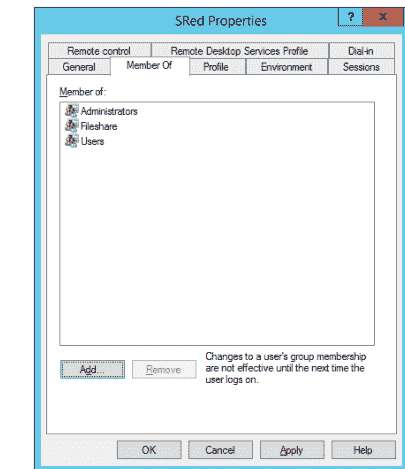 SRed Properties
? x
Remote control Remote Desktop Services Profile Dial-in
General Member Of Profile Environment Sessions
Member of:
Administrators
Fileshare
Users
Add... Remove
Changes to a user's group membership
are not effective until the next time the
user logs on.
OK Cancel Apply Help